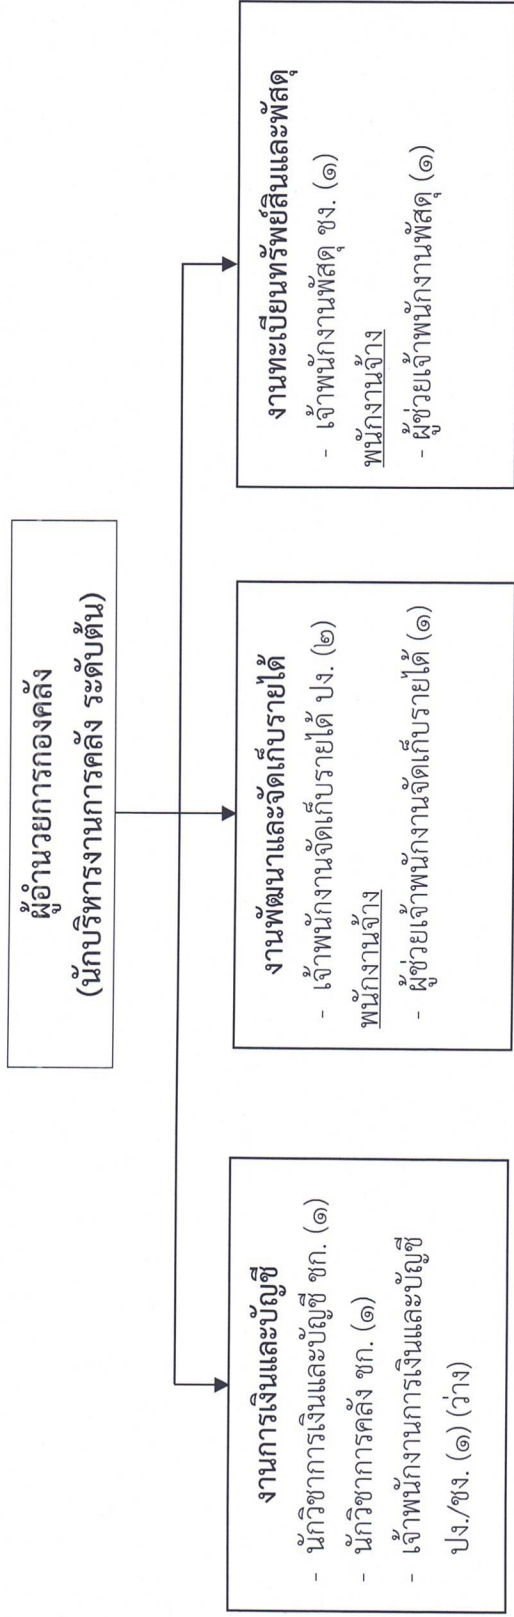 ผู้อำนวยการกองคลัง
(นักบริหารงานการคลัง ระดับต้น)
งานการเงินและบัญชี
- นักวิชาการเงินและบัญชี ชก. (๑)
- นักวิชาการคลัง ชก. (๑)
- เจ้าพนักงานการเงินและบัญชี
ปง./ชง. (๑) (ว่าง)
งานพัฒนาและจัดเก็บรายได้
- เจ้าพนักงานจัดเก็บรายได้ ปง. (๒)
พนักงานจ้าง
- ผู้ช่วยเจ้าพนักงานจัดเก็บรายได้ (๑)
งานทะเบียนทรัพย์สินและพัสดุ
- เจ้าพนักงานพัสดุ ชง. (๑)
พนักงานจ้าง
- ผู้ช่วยเจ้าพนักงานพัสดุ (๑)